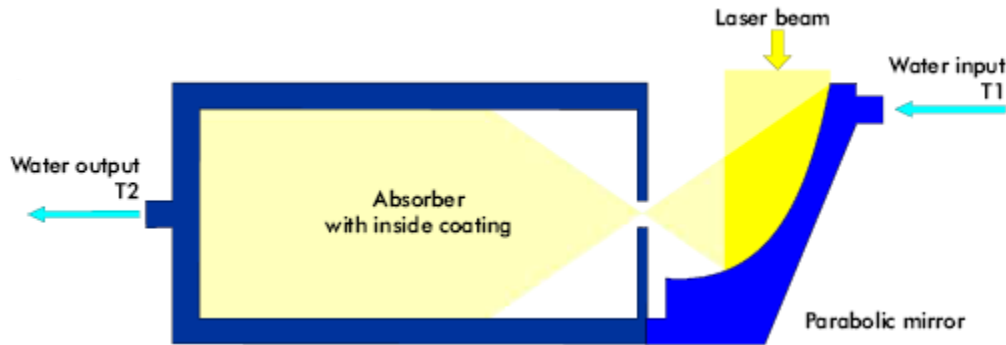 Laser beam
Water input
T1
Water output
T2
Absorber
with inside coating
Parabolic mirror